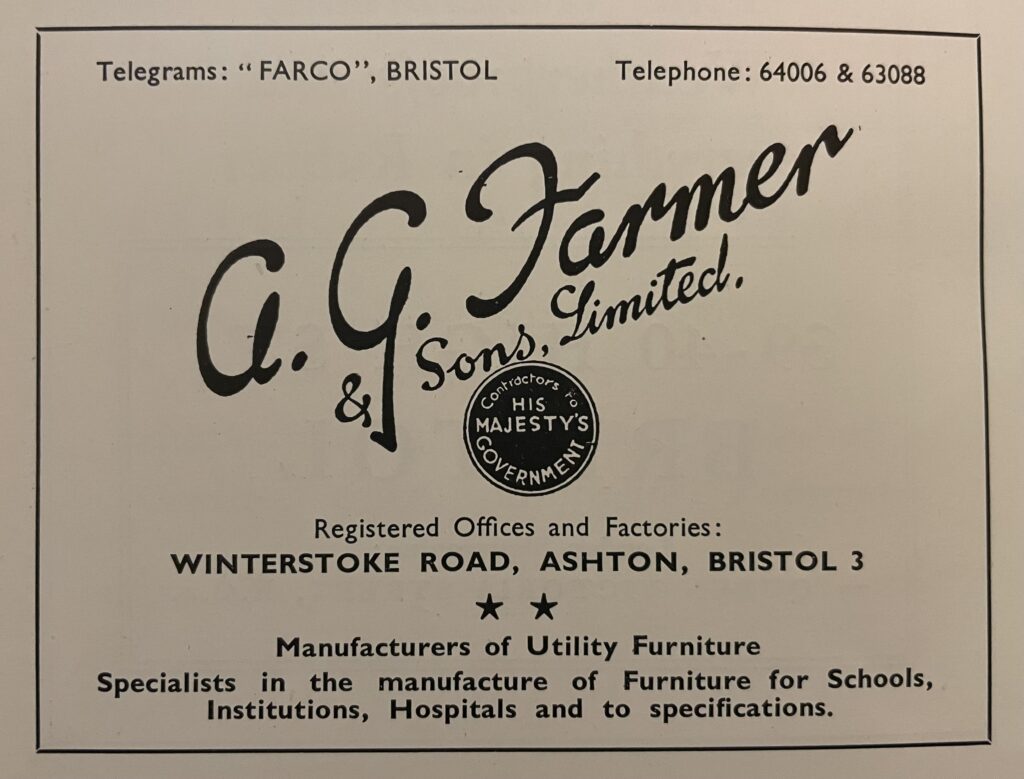 Telegrams: "FARCO", BRISTOL Telephone: 64006 & 63088
A. G. Farmer
& Sons, Limited.
Contractors to
HIS
MAJESTY'S
GOVERNMENT
Registered Offices and Factories:
WINTERSTOKE ROAD, ASHTON, BRISTOL 3
★ ★
Manufacturers of Utility Furniture
Specialists in the manufacture of Furniture for Schools,
Institutions, Hospitals and to specifications.